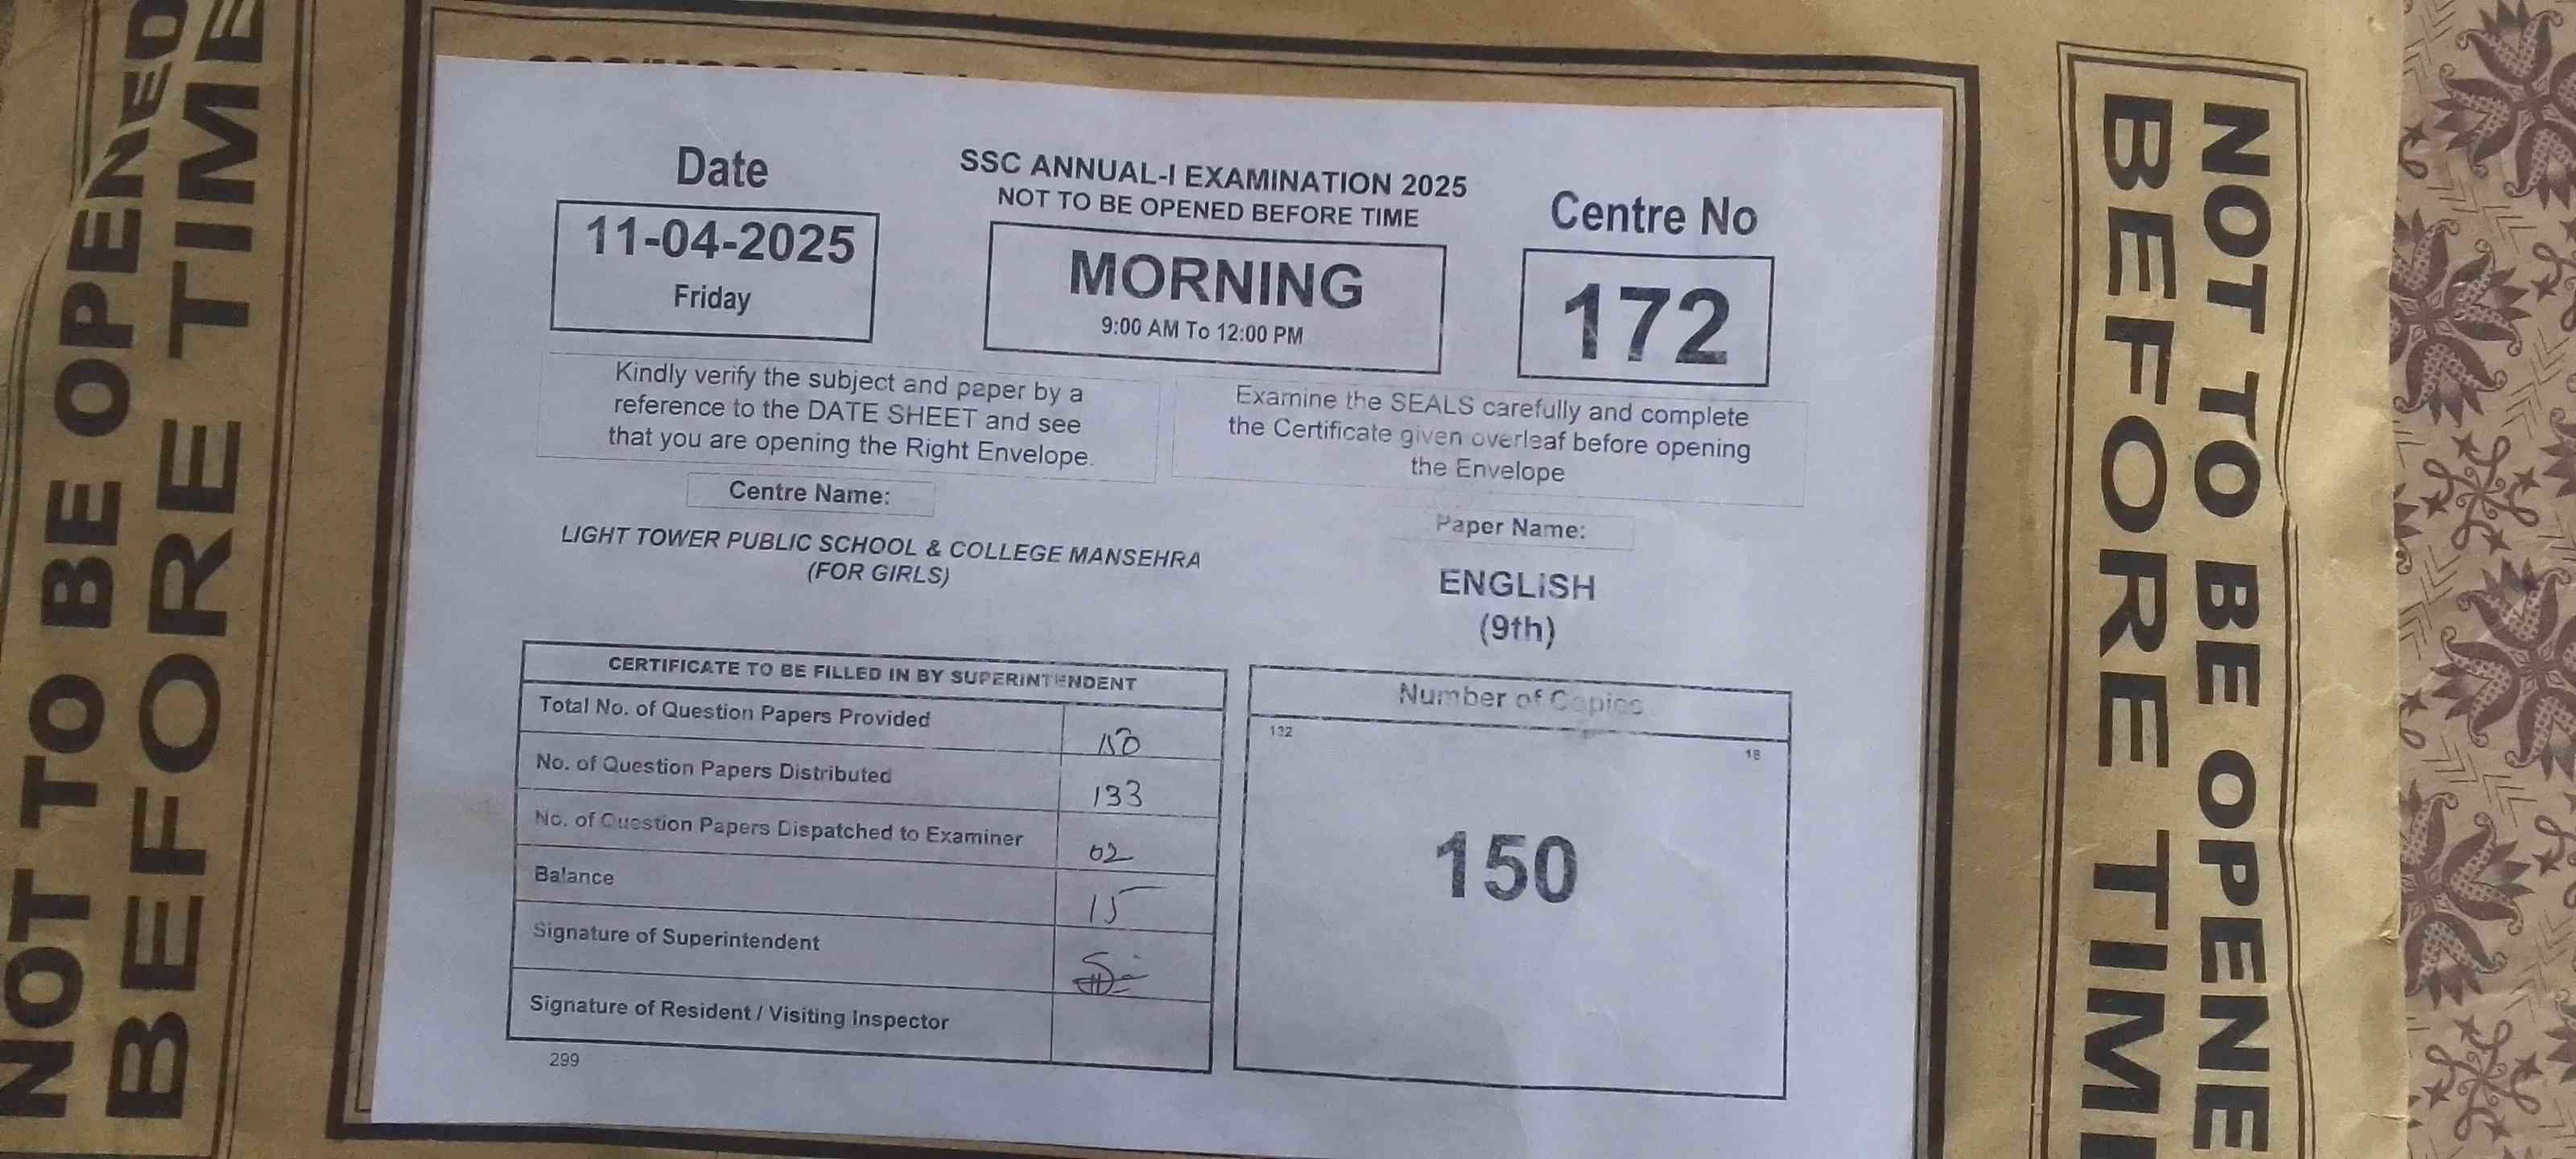 NOT TO BE OPENED
BEFORE TIME
Date
11-04-2025
Friday
SSC ANNUAL-I EXAMINATION 2025
NOT TO BE OPENED BEFORE TIME
MORNING
9:00 AM To 12:00 PM
Centre No
172
Kindly verify the subject and paper by a
reference to the DATE SHEET and see
that you are opening the Right Envelope.
Examine the SEALS carefully and complete
the Certificate given overleaf before opening
the Envelope
Centre Name:
LIGHT TOWER PUBLIC SCHOOL & COLLEGE MANSEHRA
(FOR GIRLS)
Paper Name:
ENGLISH
(9th)
CERTIFICATE TO BE FILLED IN BY SUPERINTENDENT
Total No. of Question Papers Provided 150
No. of Question Papers Distributed 133
No. of Question Papers Dispatched to Examiner 02
Balance 15
Signature of Superintendent
Signature of Resident / Visiting Inspector
299
Number of Copies
132
18
150
NOT TO BE OPENE
BEFORE TIM